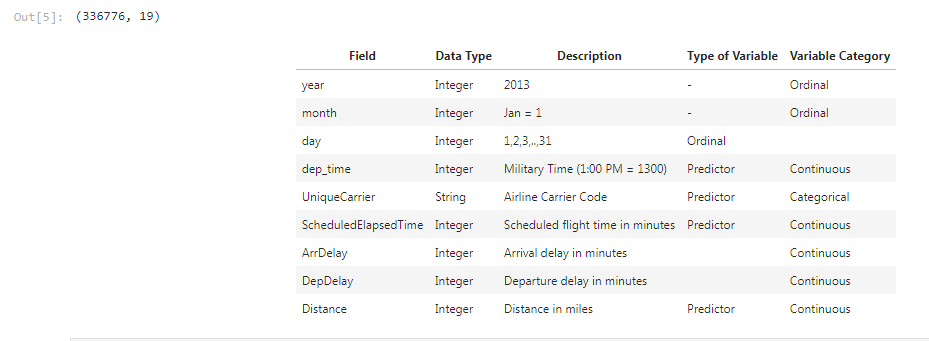 Out[5]: (336776, 19)
Field Data Type Description Type of Variable Variable Category
year Integer 2013 - Ordinal
month Integer Jan = 1 - Ordinal
day Integer 1,2,3,..,31 Ordinal
dep_time Integer Military Time (1:00 PM = 1300) Predictor Continuous
UniqueCarrier String Airline Carrier Code Predictor Categorical
ScheduledElapsedTime Integer Scheduled flight time in minutes Predictor Continuous
ArrDelay Integer Arrival delay in minutes Continuous
DepDelay Integer Departure delay in minutes Continuous
Distance Integer Distance in miles Predictor Continuous